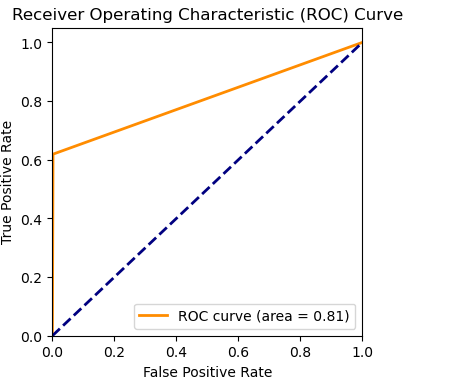 Receiver Operating Characteristic (ROC) Curve
1.0
0.8
0.6
0.4
0.2
0.0
True Positive Rate
ROC curve (area = 0.81)
0.0 0.2 0.4 0.6 0.8 1.0
False Positive Rate